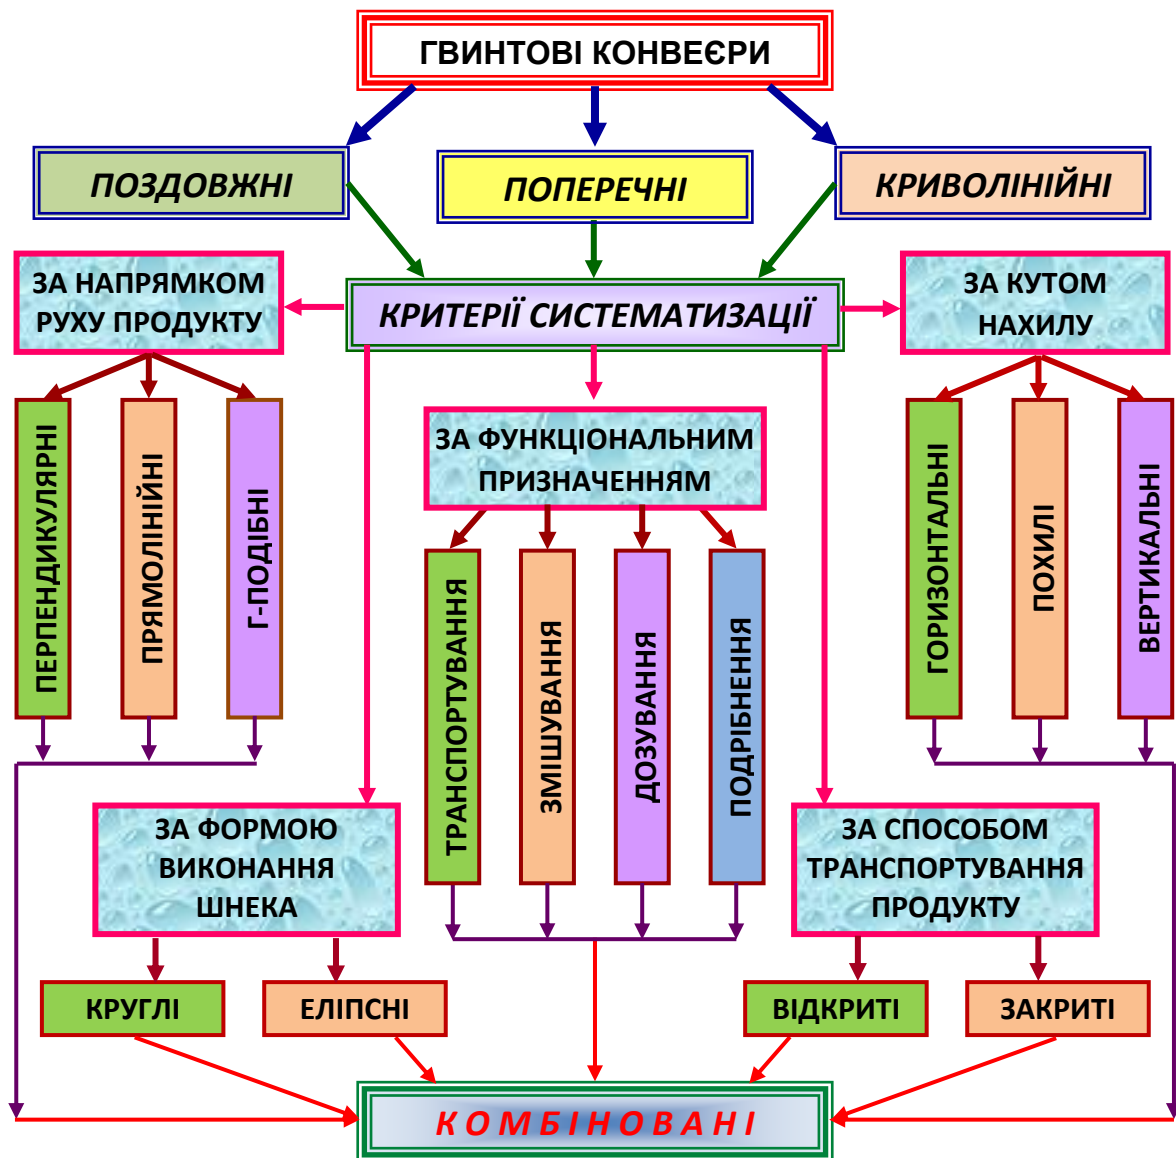 ГВИНТОВІ КОНВЕЄРИ
ПОЗДОВЖНІ
ПОПЕРЕЧНІ
КРИВОЛІНІЙНІ
ЗА НАПРЯМКОМ
РУХУ ПРОДУКТУ
КРИТЕРІЇ СИСТЕМАТИЗАЦІЇ
ЗА КУТОМ
НАХИЛУ
ПЕРПЕНДИКУЛЯРНІ
ПРЯМОЛІНІЙНІ
Г-ПОДІБНІ
ЗА ФУНКЦІОНАЛЬНИМ
ПРИЗНАЧЕННЯМ
ГОРИЗОНТАЛЬНІ
ПОХИЛІ
ВЕРТИКАЛЬНІ
ТРАНСПОРТУВАННЯ
ЗМІШУВАННЯ
ДОЗУВАННЯ
ПОДРІБНЕННЯ
ЗА ФОРМОЮ
ВИКОНАННЯ
ШНЕКА
ЗА СПОСОБОМ
ТРАНСПОРТУВАННЯ
ПРОДУКТУ
КРУГЛІ
ЕЛІПСНІ
ВІДКРИТІ
ЗАКРИТІ
КОМБІНОВАНІ